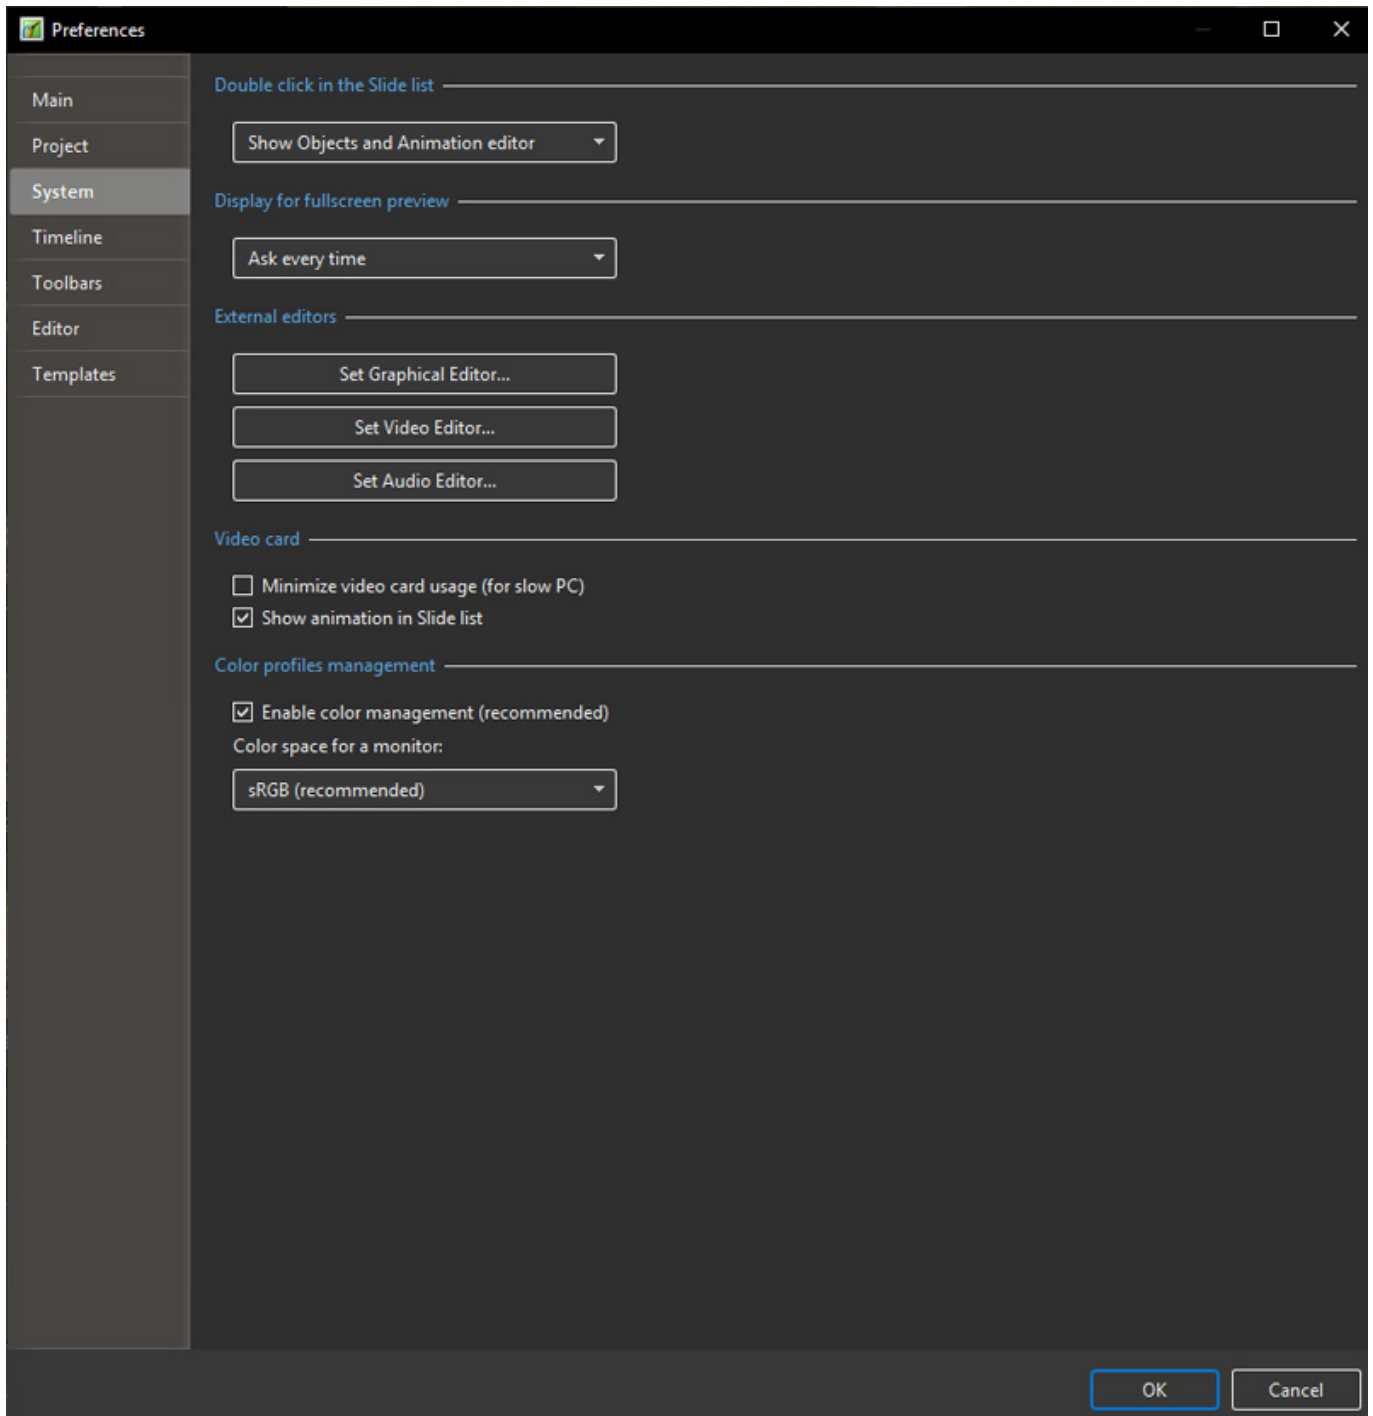 Preferences
Main
Project
System
Timeline
Toolbars
Editor
Templates
Double click in the Slide list
Show Objects and Animation editor
Display for fullscreen preview
Ask every time
External editors
Set Graphical Editor...
Set Video Editor...
Set Audio Editor...
Video card
Minimize video card usage (for slow PC)
Show animation in Slide list
Color profiles management
Enable color management (recommended)
Color space for a monitor:
sRGB (recommended)
OK
Cancel